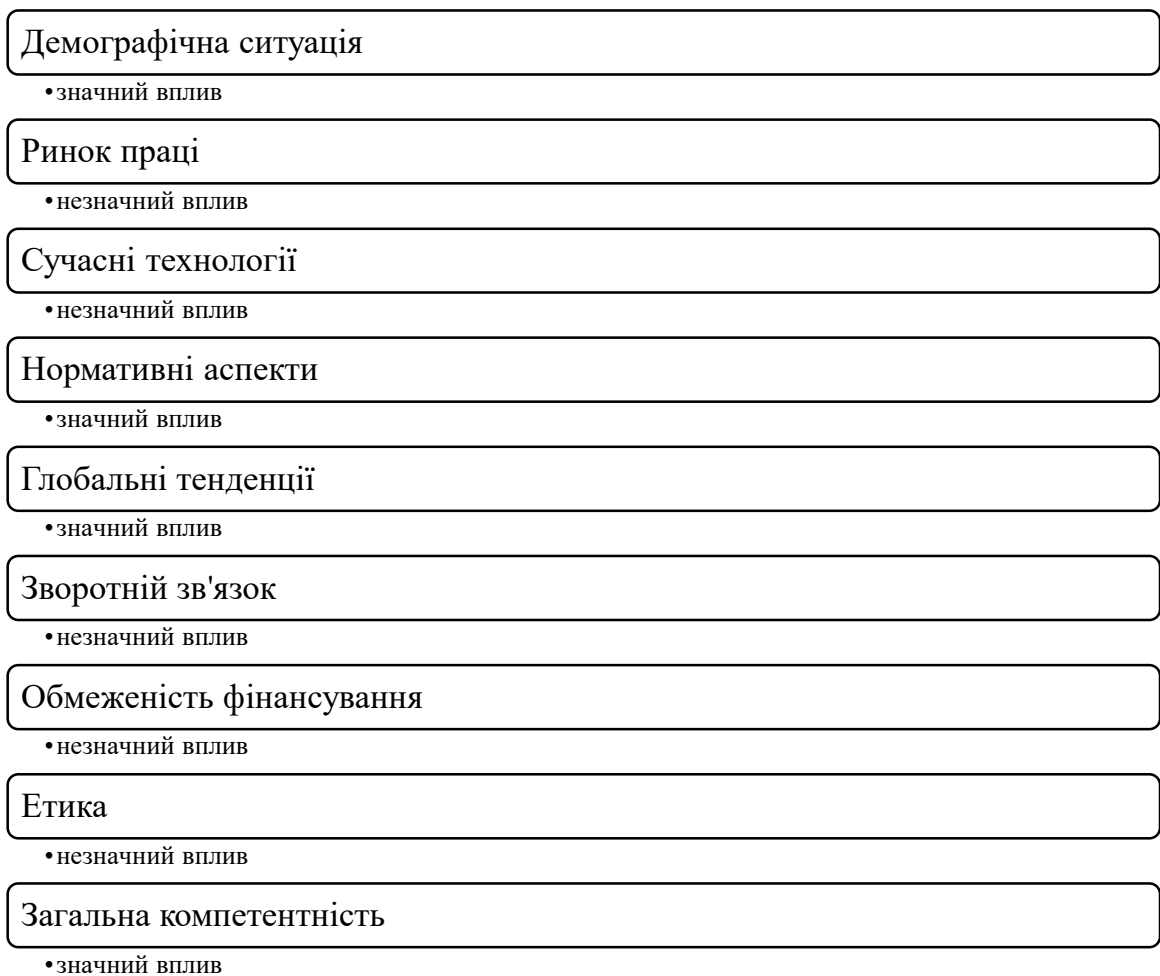 Демографічна ситуація
•значний вплив
Ринок праці
•незначний вплив
Сучасні технології
•незначний вплив
Нормативні аспекти
•значний вплив
Глобальні тенденції
•значний вплив
Зворотній зв'язок
•незначний вплив
Обмеженість фінансування
•незначний вплив
Етика
•незначний вплив
Загальна компетентність
•значний вплив